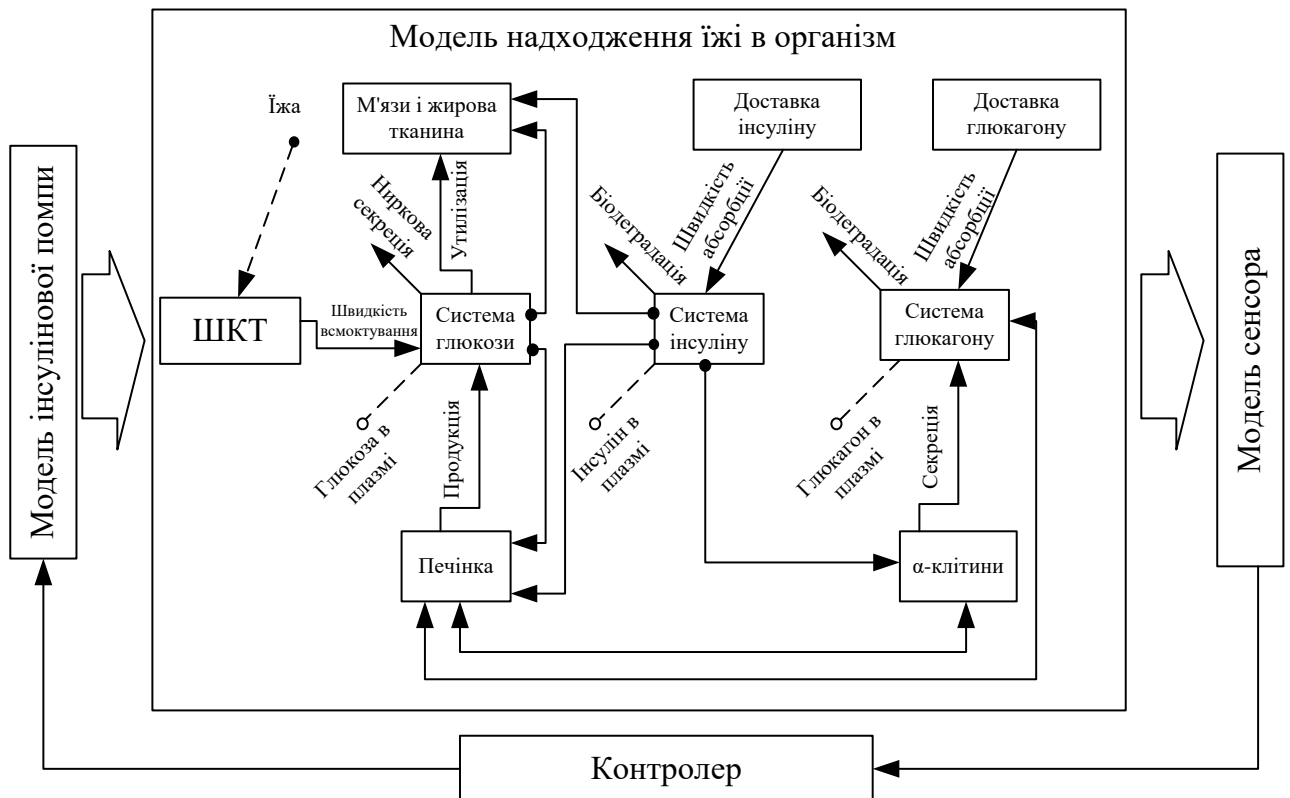 Модель надходження їжі в організм
Їжа
М'язи і жирова
тканина
Доставка
інсуліну
Доставка
глюкагону
Модель інсулінової помпи
Ниркова
секреція
Утилізація
Біодеградація
Швидкість
абсорбції
Біодеградація
Швидкість
абсорбції
Модель сенсора
ШКТ
Швидкість
всмоктування
Система
глюкози
Система
інсуліну
Система
глюкагону
Глюкоза в
плазмі
Продукція
Інсулін в
плазмі
Глюкагон в
плазмі
Секреція
Печінка
α-клітини
Контролер